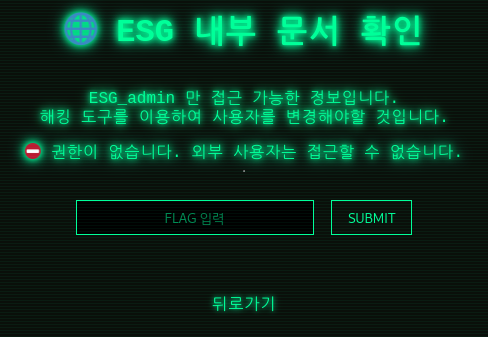 ESG 내부 문서 확인
ESG_admin 만 접근 가능한 정보입니다.
해킹 도구를 이용하여 사용자를 변경해야할 것입니다.
권한이 없습니다. 외부 사용자는 접근할 수 없습니다.
.
FLAG 입력
SUBMIT
뒤로가기